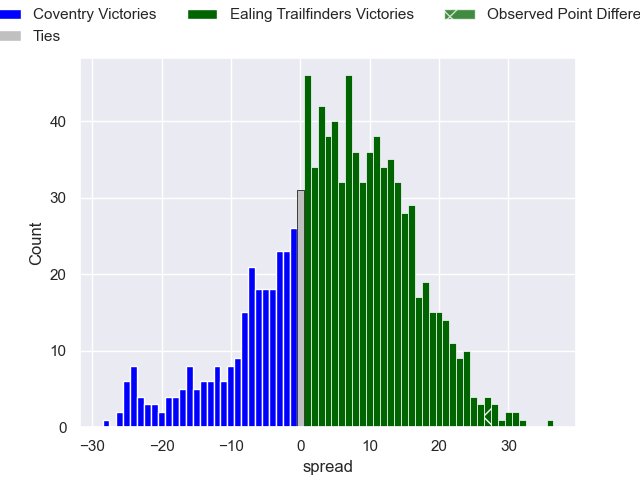 Coventry Victories
Ealing Trailfinders Victories
Observed Point Differe
Ties
40
30
20
10
0
Count
−30
−20
−10
0
10
20
30
spread